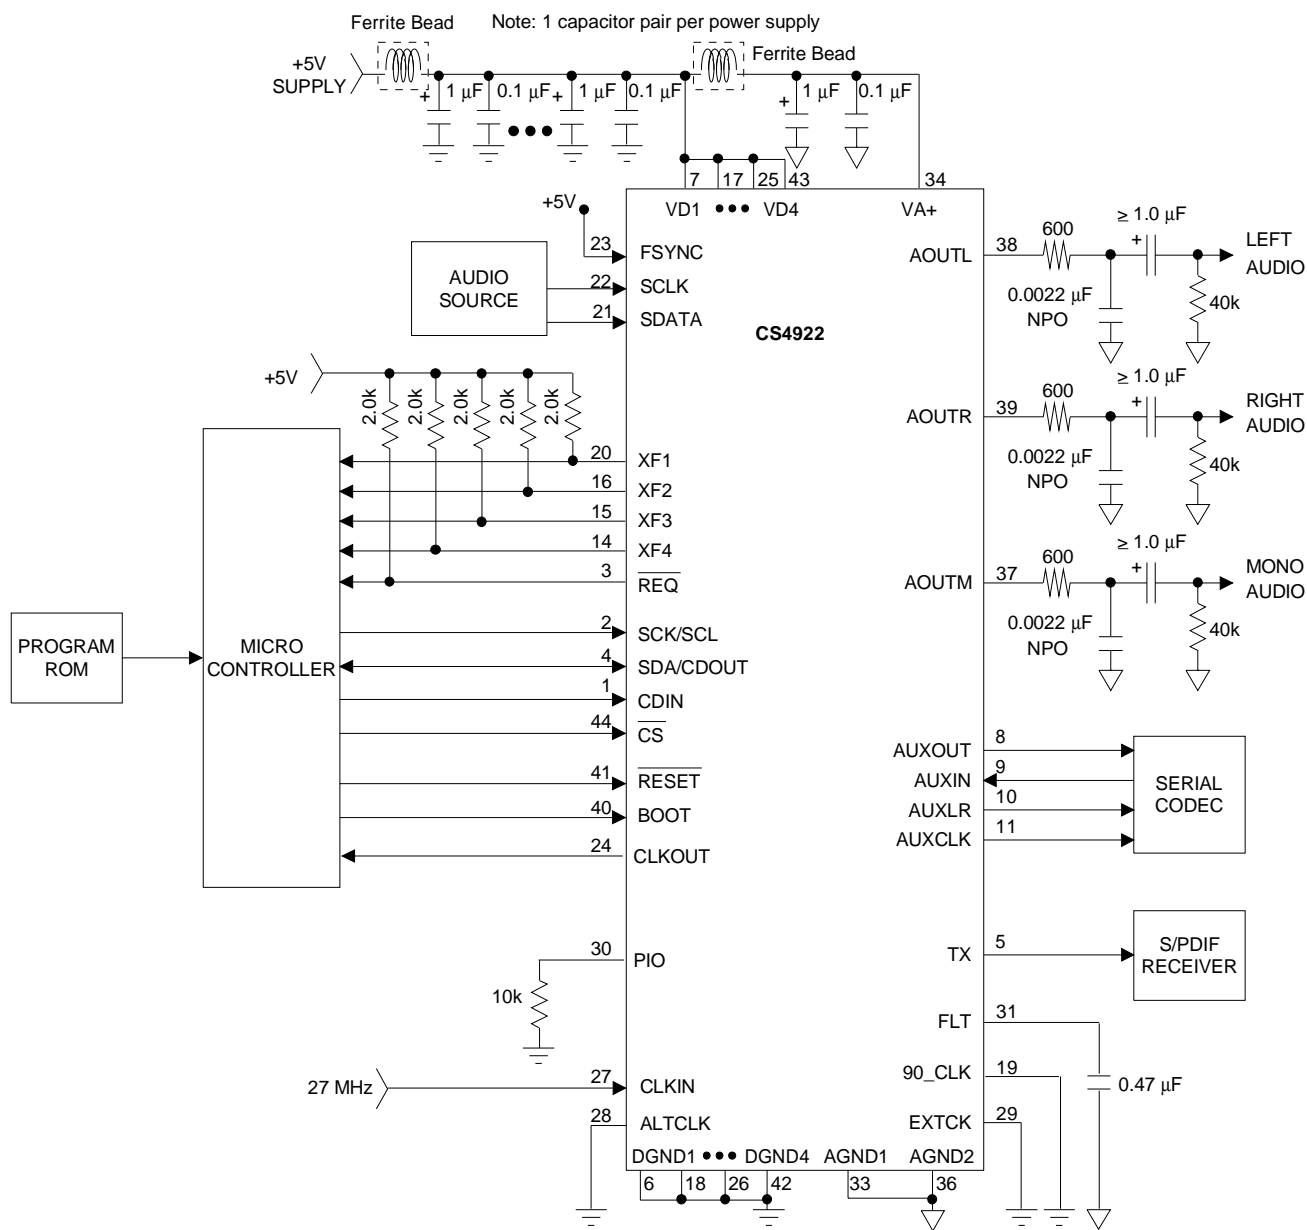 Ferrite Bead
Note: 1 capacitor pair per power supply
Ferrite Bead
+5V
SUPPLY
+ 1 μF
0.1 μF
+ 1 μF
0.1 μF
+ 1 μF
0.1 μF
7
17
25
43
34
VD1
VD4
VA+
+5V
23
FSYNC
AUDIO
SOURCE
22
SCLK
21
SDATA
CS4922
AOUTL
38
600
≥ 1.0 μF
+
LEFT
AUDIO
0.0022 μF
NPO
40k
+5V
2.0k
2.0k
2.0k
2.0k
2.0k
AOUTR
39
600
≥ 1.0 μF
+
RIGHT
AUDIO
0.0022 μF
NPO
40k
20
XF1
16
XF2
15
XF3
14
XF4
3
REQ
AOUTM
37
600
≥ 1.0 μF
+
MONO
AUDIO
0.0022 μF
NPO
40k
PROGRAM
ROM
MICRO
CONTROLLER
2
SCK/SCL
4
SDA/CDOUT
1
CDIN
44
CS
41
RESET
40
BOOT
24
CLKOUT
AUXOUT
8
AUXIN
9
AUXLR
10
AUXCLK
11
SERIAL
CODEC
30
PIO
10k
TX
5
S/PDIF
RECEIVER
FLT
31
90_CLK
19
0.47 μF
EXTCK
29
27 MHz
27
CLKIN
28
ALTCLK
DGND1
DGND4
AGND1
AGND2
6
18
26
42
33
36